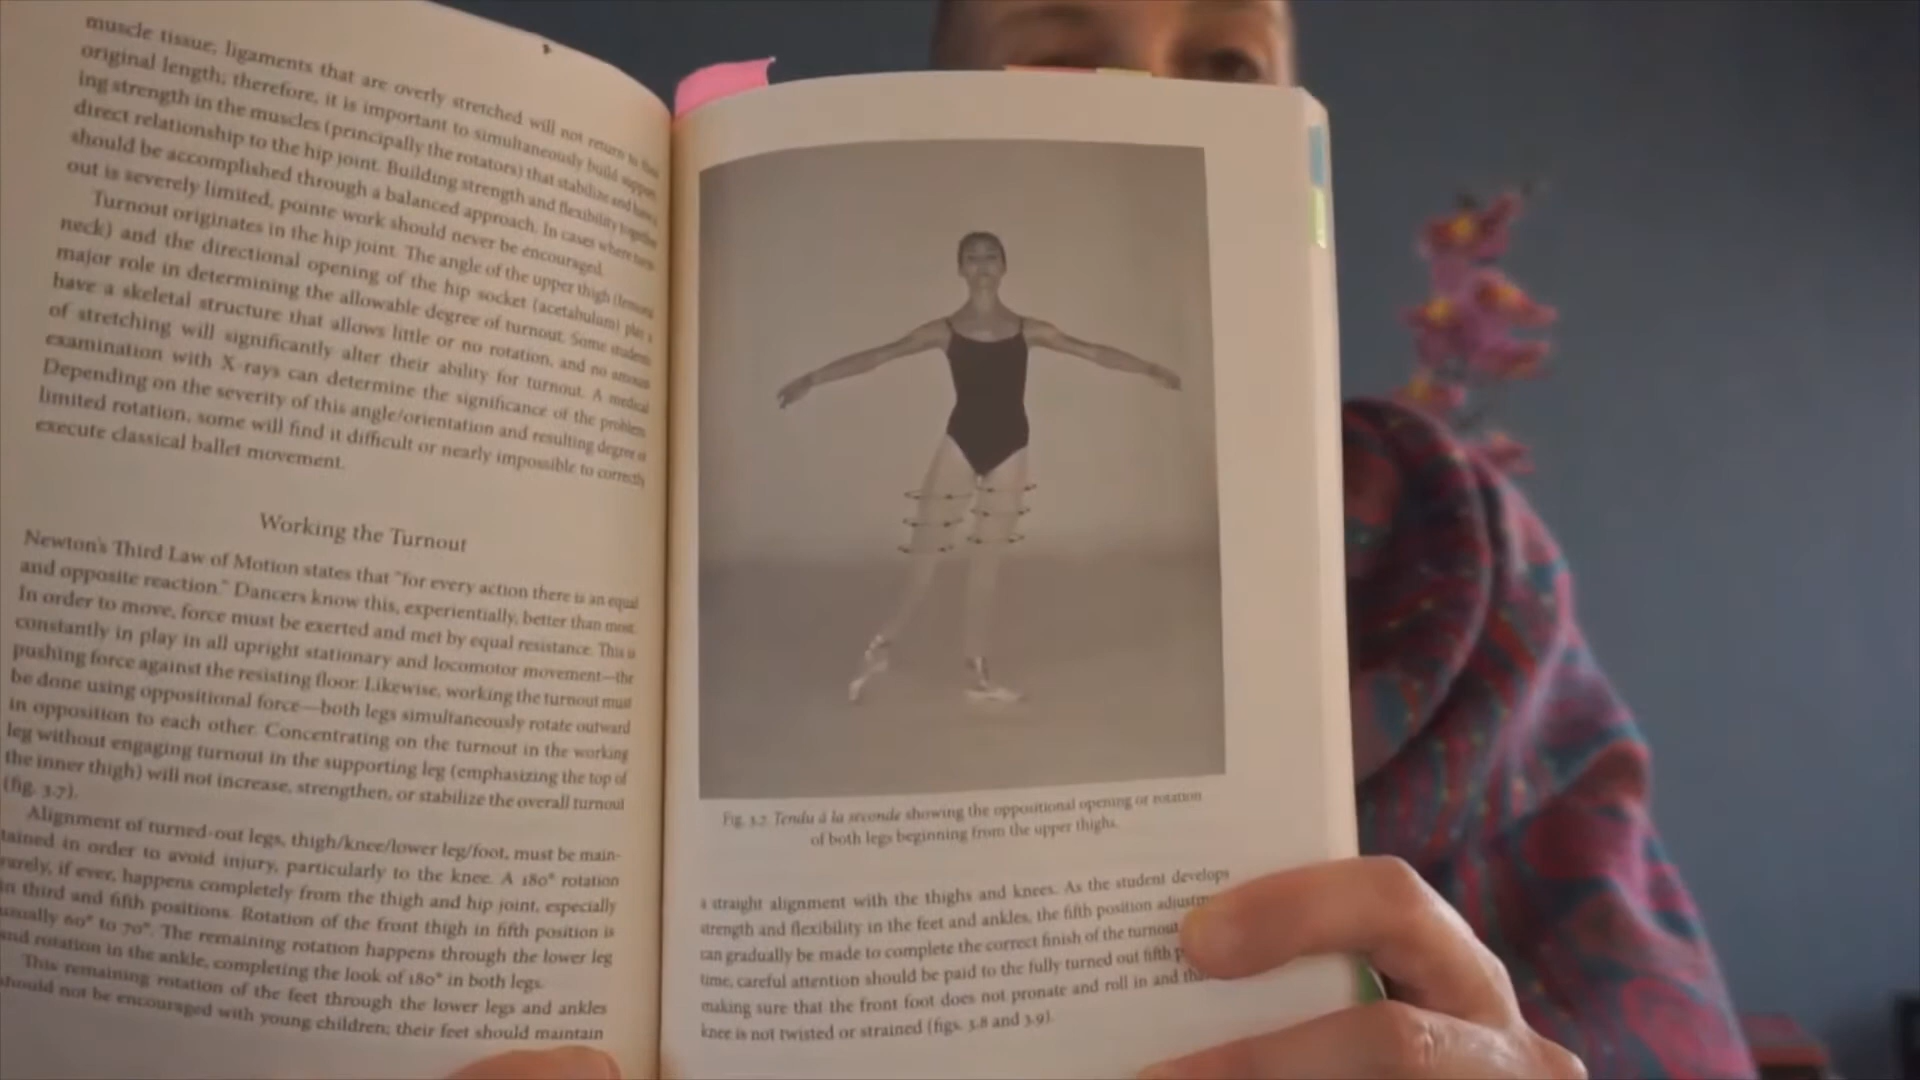 muscle tissue, ligaments that are overly stretched will not return to their
original length; therefore, it is important to simultaneously build support-
ing strength in the muscles (principally the rotators) that stabilize and have a
direct relationship to the hip joint. Building strength and flexibility together
should be accomplished through a balanced approach. In cases where turn-
out is severely limited, pointe work should never be encouraged.
Turnout originates in the hip joint. The angle of the upper thigh (femoral
neck) and the directional opening of the hip socket (acetabulum) play a
major role in determining the allowable degree of turnout. Some students
have a skeletal structure that allows little or no rotation, and no amount
of stretching will significantly alter their ability for turnout. A medical
examination with X-rays can determine the significance of the problem.
Depending on the severity of this angle/orientation and resulting degree of
limited rotation, some will find it difficult or nearly impossible to correctly
execute classical ballet movement.
Working the Turnout
Newton's Third Law of Motion states that "for every action there is an equal
and opposite reaction." Dancers know this, experientially, better than most.
In order to move, force must be exerted and met by equal resistance. This is
constantly in play in all upright stationary and locomotor movement—the
pushing force against the resisting floor. Likewise, working the turnout must
be done using oppositional force—both legs simultaneously rotate outward
in opposition to each other. Concentrating on the turnout in the working
leg without engaging turnout in the supporting leg (emphasizing the top of
the inner thigh) will not increase, strengthen, or stabilize the overall turnout
(fig. 3.7).
Alignment of turned-out legs, thigh/knee/lower leg/foot, must be main-
tained in order to avoid injury, particularly to the knee. A 180° rotation
rarely, if ever, happens completely from the thigh and hip joint, especially
in third and fifth positions. Rotation of the front thigh in fifth position is
usually 60° to 70°. The remaining rotation happens through the lower leg
and rotation in the ankle, completing the look of 180° in both legs.
This remaining rotation of the feet through the lower legs and ankles
should not be encouraged with young children; their feet should maintain
Fig. 3.7. Tendu à la seconde showing the oppositional opening or rotation
of both legs beginning from the upper thighs.
a straight alignment with the thighs and knees. As the student develops
strength and flexibility in the feet and ankles, the fifth position
can gradually be made to complete the correct finish of the turnout.
time, careful attention should be paid to the fully turned out fifth
making sure that the front foot does not pronate and roll in and
knee is not twisted or strained (figs. 3.8 and 3.9).